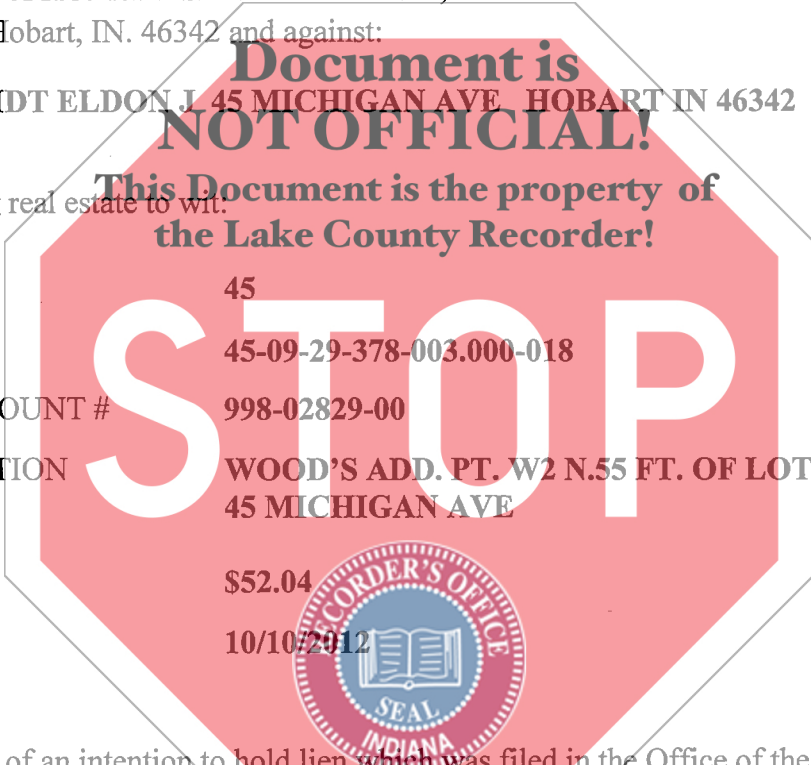 Hobart, IN. 46342 and against:
Document is
IDT ELDON J 45 MICHIGAN AVE HOBART IN 46342
NOT OFFICIAL!
This Document is the property of
real estate to wit:
the Lake County Recorder!
45
STOP
45-09-29-378-003.000-018
OUNT # 998-02829-00
TION WOOD'S ADD. PT. W2 N.55 FT. OF LOT
45 MICHIGAN AVE
$52.04
10/10/2012
RECORDER'S OFFICE
SEAL
INDIANA
of an intention to hold lien which was filed in the Office of the